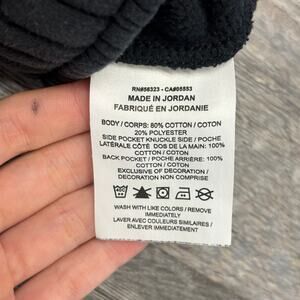 RN#56323 - CA#05553
MADE IN JORDAN
FABRIQUÉ EN JORDANIE
BODY / CORPS: 80% COTTON / COTON
20% POLYESTER
SIDE POCKET KNUCKLE SIDE / POCHE
LATÉRALE CÔTÉ DOS DE LA MAIN: 100%
COTTON / COTON
BACK POCKET / POCHE ARRIÈRE: 100%
COTTON / COTON
EXCLUSIVE OF DECORATION /
DECORATION NON COMPRISE
WASH WITH LIKE COLORS / REMOVE
IMMEDIATELY
LAVER AVEC COULEURS SIMILAIRES /
ENLEVER IMMEDIATEMENT